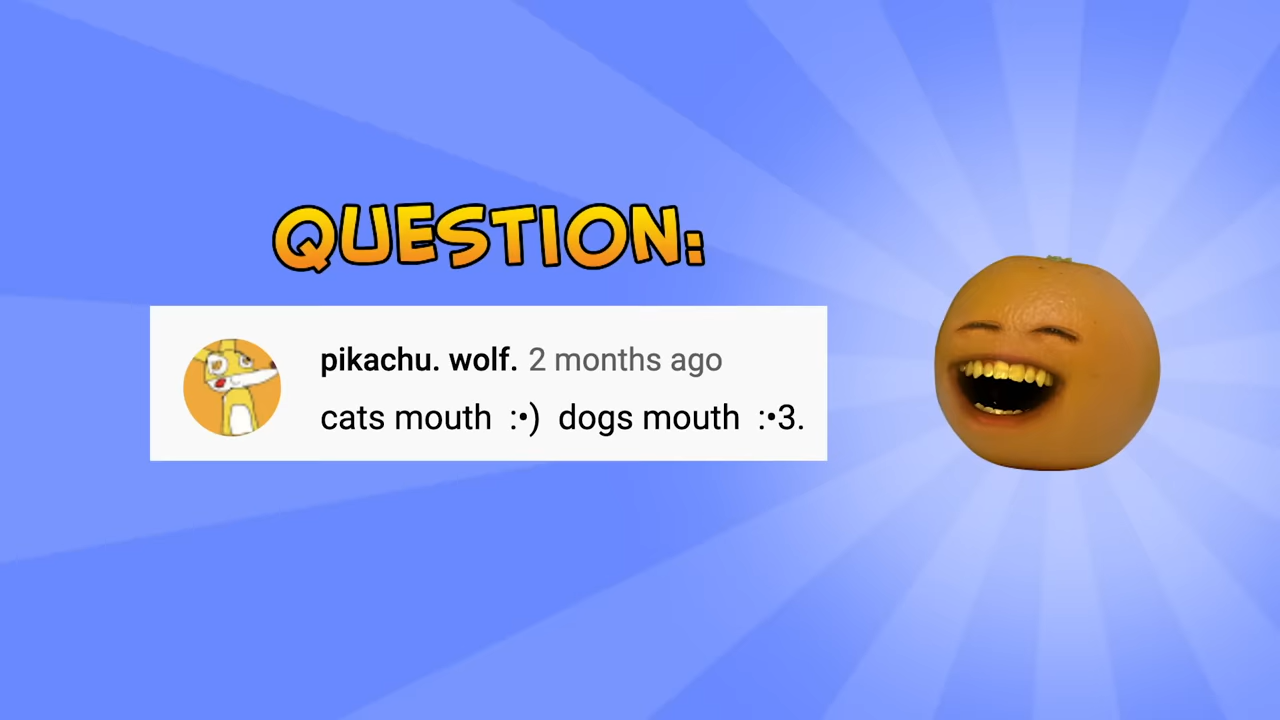 QUESTION:
pikachu. wolf. 2 months ago
cats mouth :•) dogs mouth :•3.